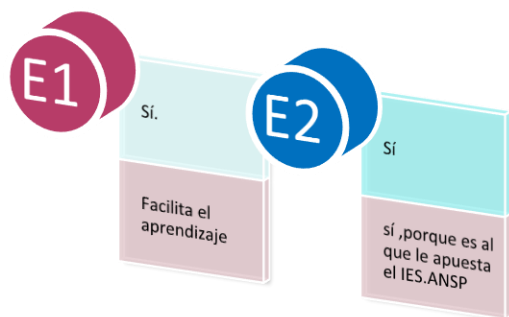 E1
Sí.
Facilita el
aprendizaje
E2
Sí
sí ,porque es al
que le apuesta
el IES.ANSP